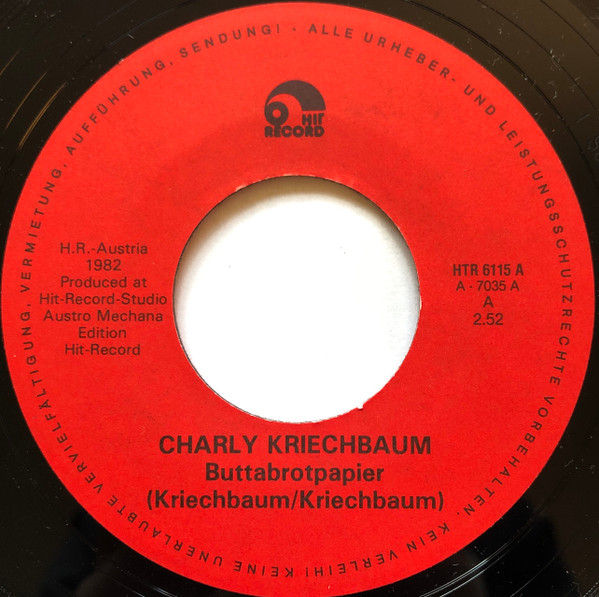 ALLE URHEBER- UND LEISTUNGSSCHUTZRECHTE VORBEHALTEN. KEIN VERLEIH! KEINE UNERLAUBTE VERVIELFÄLTIGUNG, VERMIETUNG, AUFFÜHRUNG, SENDUNG! ·
HIT
RECORD
H.R.-Austria
1982
Produced at
Hit-Record-Studio
Austro Mechana
Edition
Hit-Record
HTR 6115 A
A - 7035 A
A
2.52
CHARLY KRIECHBAUM
Buttabrotpapier
(Kriechbaum/Kriechbaum)